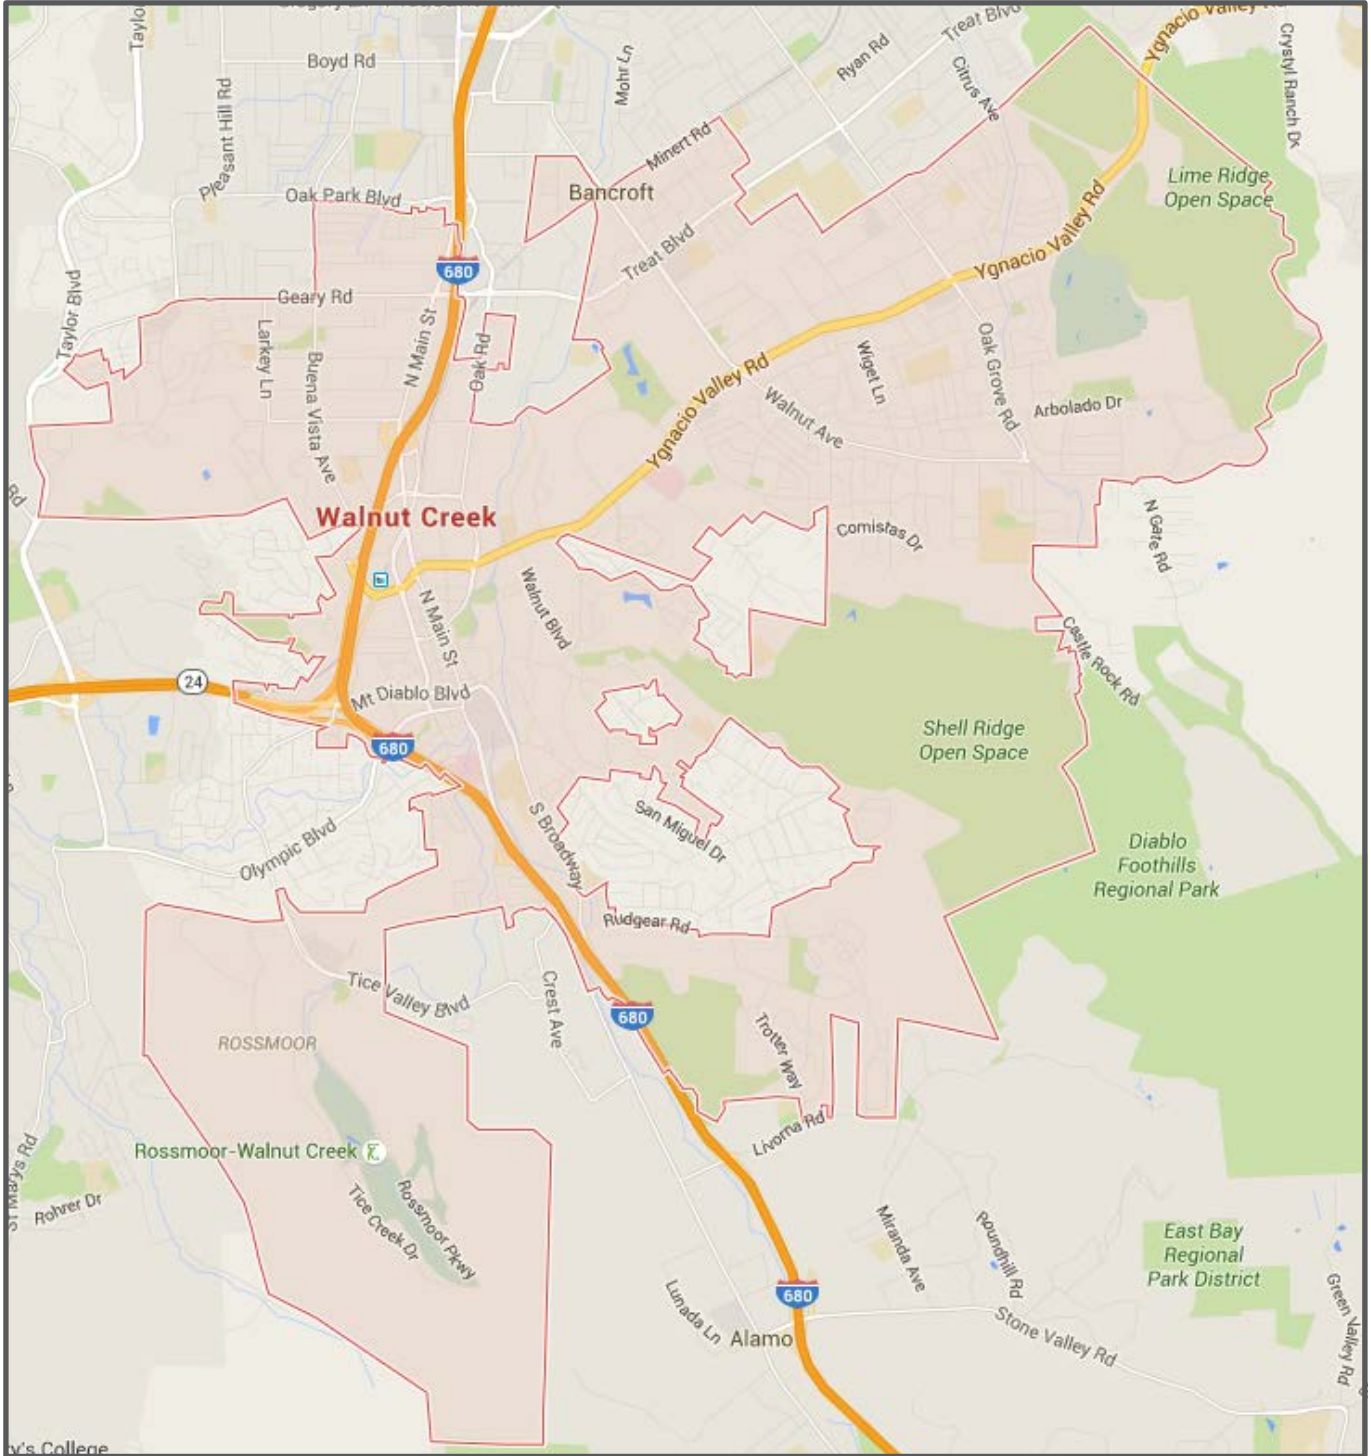 Ygnacio Valley Rd
Treat Blvd
Taylor
Boyd Rd
Mohr Ln
Ryan Rd
Citrus Ave
Crystyl Ranch Dr
Pleasant Hill Rd
Minert Rd
Oak Park Blvd
Bancroft
Lime Ridge
Open Space
Ygnacio Valley Rd
Treat Blvd
680
Ygnacio Valley Rd
Geary Rd
Taylor Blvd
Larkey Ln
Buena Vista Ave
N Main St
Oak Rd
Ygnacio Valley Rd
Wiget Ln
Oak Grove Rd
Walnut Ave
Arbolado Dr
Rd
Walnut Creek
Comistas Dr
N Gate Rd
N Main St
Walnut Blvd
Castle Rock Rd
24
Mt Diablo Blvd
680
Shell Ridge
Open Space
San Miguel Dr
S Broadway
Olympic Blvd
Diablo
Foothills
Regional Park
Rudgear Rd
Tice Valley Blvd
Crest Ave
680
ROSSMOOR
Trotter Way
Livorna Rd
Rossmoor-Walnut Creek
St Marys Rd
Rohrer Dr
Tice Creek Dr
Rossmoor Pkwy
Miranda Ave
Roundhill Rd
East Bay
Regional
Park District
680
Lunada Ln
Alamo
Stone Valley Rd
Green Valley Rd
y's College